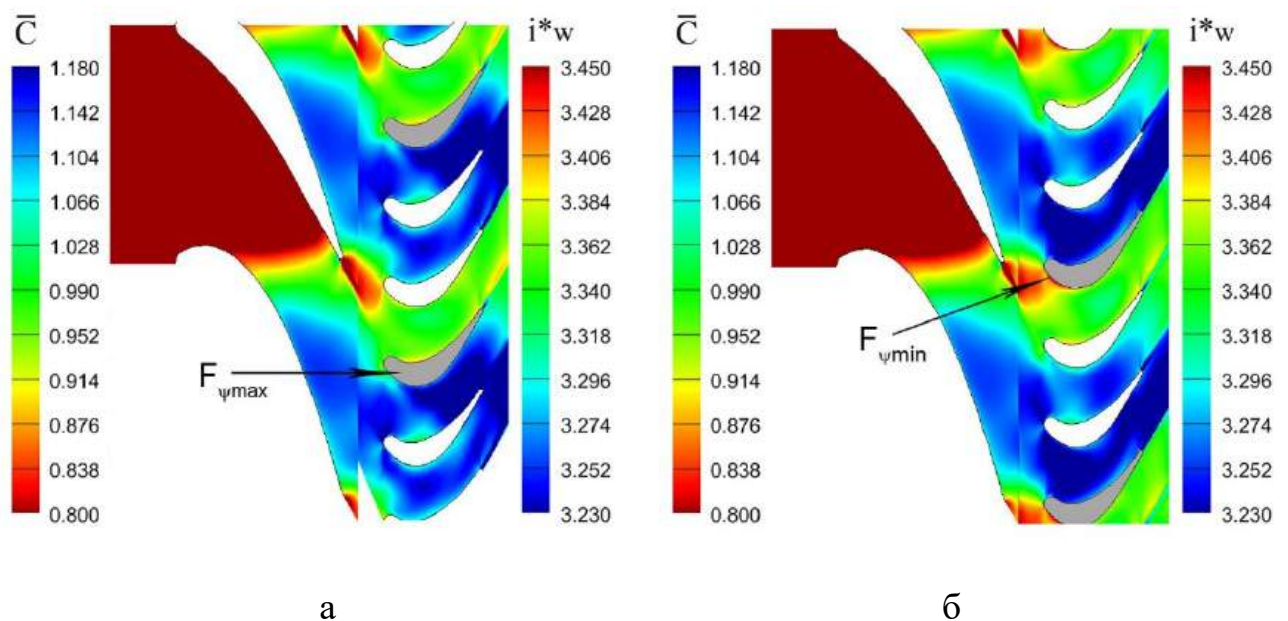 C̅ i*w C̅ i*w
1.180 3.450 1.180 3.450
1.142 3.428 1.142 3.428
1.104 3.406 1.104 3.406
1.066 3.384 1.066 3.384
1.028 3.362 1.028 3.362
0.990 3.340 0.990 3.340
0.952 3.318 0.952 3.318
0.914 3.296 0.914 3.296
0.876 3.274 0.876 3.274
0.838 3.252 0.838 3.252
0.800 3.230 0.800 3.230
Fψmax
Fψmin
а б